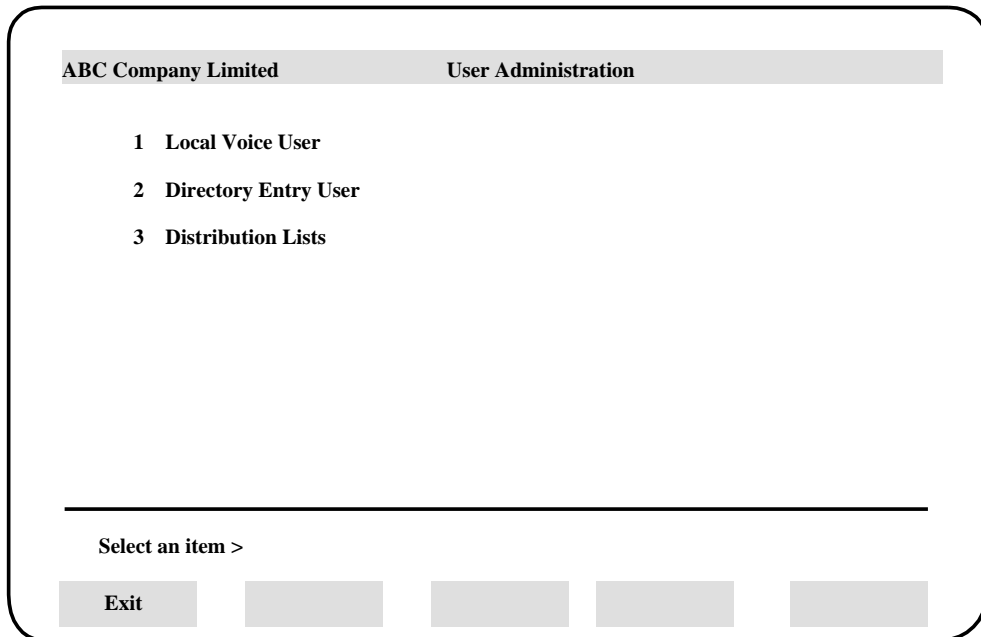 ABC Company Limited User Administration
1 Local Voice User
2 Directory Entry User
3 Distribution Lists
Select an item >
Exit